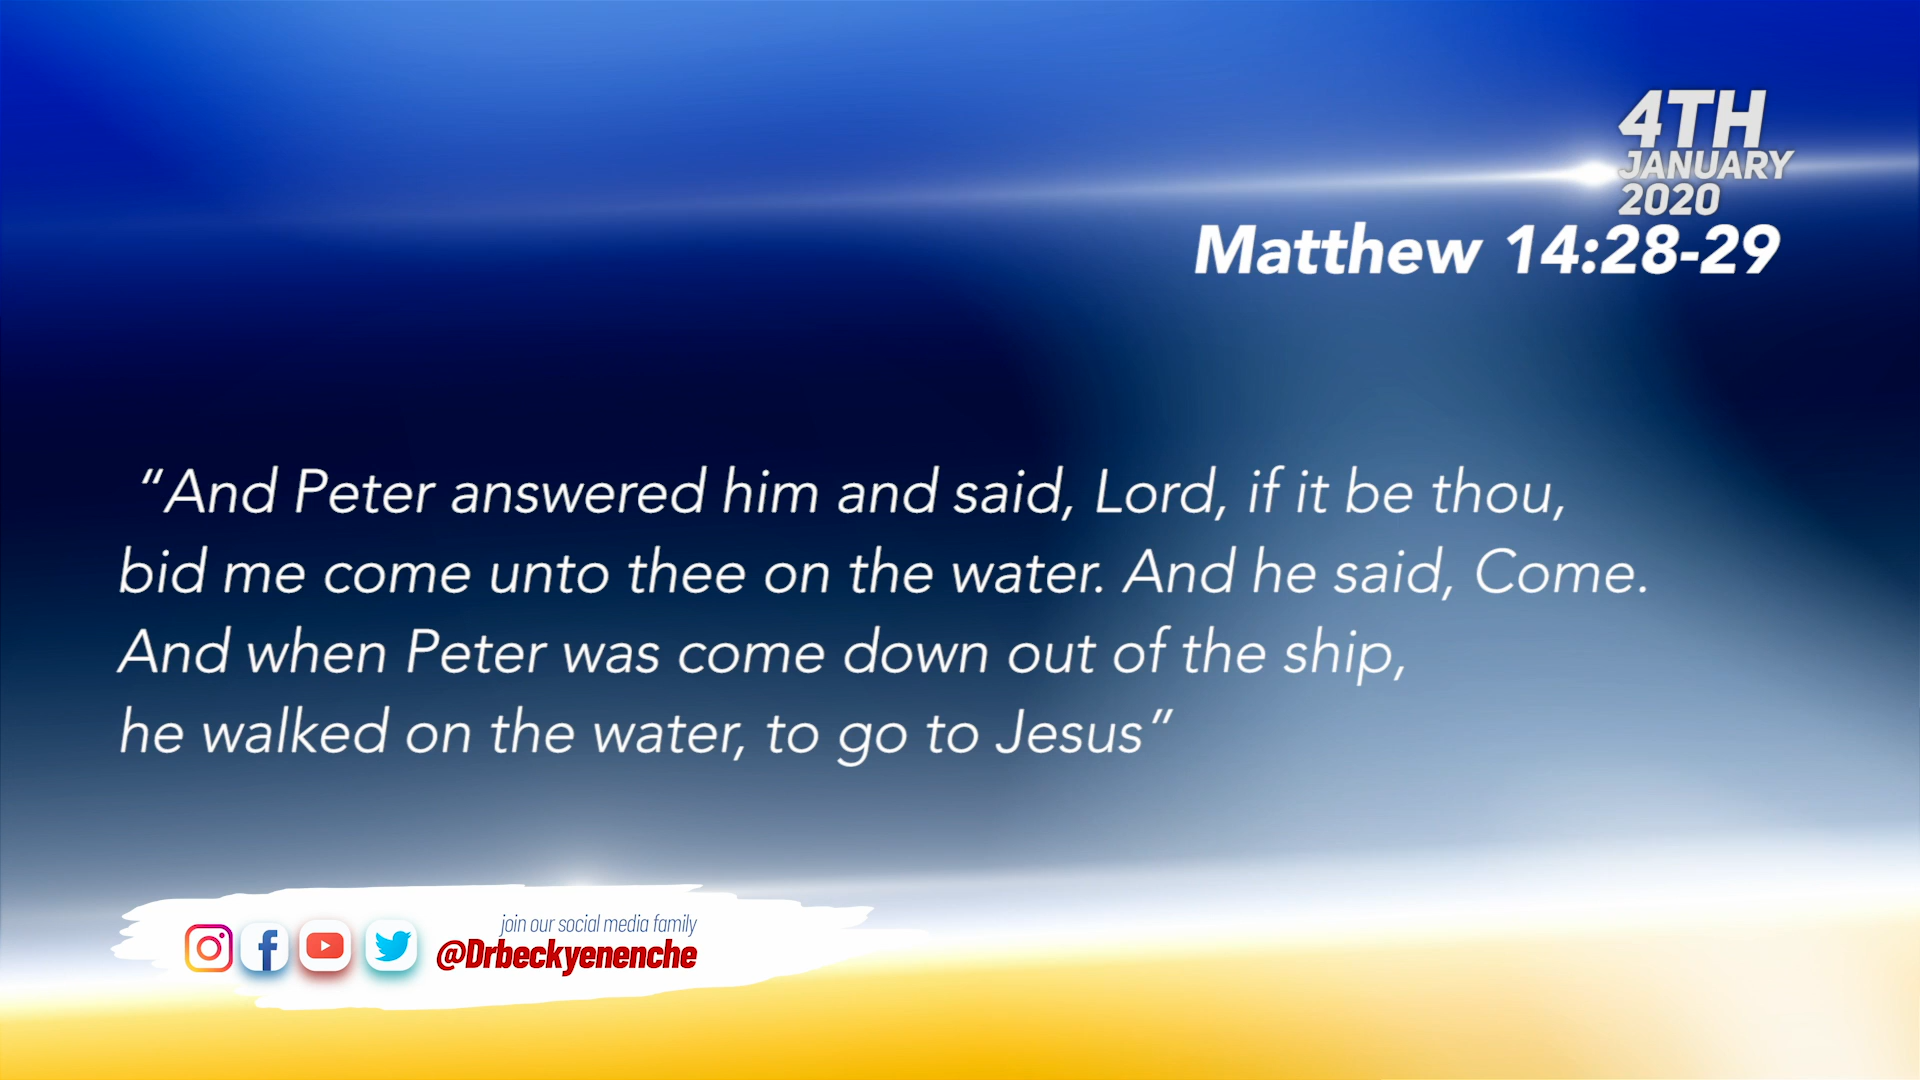 4TH
JANUARY
2020
Matthew 14:28-29
“And Peter answered him and said, Lord, if it be thou,
bid me come unto thee on the water. And he said, Come.
And when Peter was come down out of the ship,
he walked on the water, to go to Jesus”
join our social media family
@Drbeckyenenche